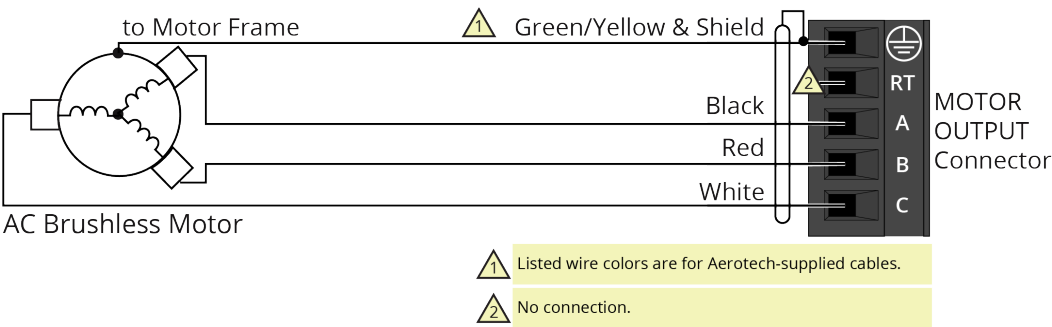 to Motor Frame
1
Green/Yellow & Shield
2
RT
Black
A
MOTOR
OUTPUT
Connector
Red
B
White
C
AC Brushless Motor
1 Listed wire colors are for Aerotech-supplied cables.
2 No connection.